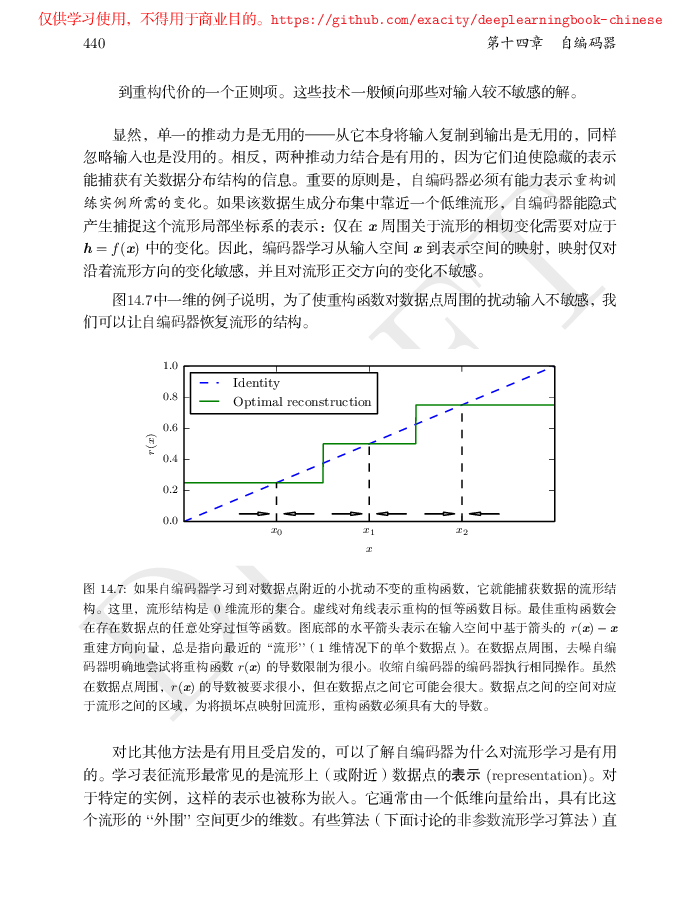 仅供学习使用，不得用于商业目的。https://github.com/exacity/deeplearningbook-chinese
440 第十四章 自编码器
到重构代价的一个正则项。这些技术一般倾向那些对输入较不敏感的解。
显然，单一的推动力是无用的——从它本身将输入复制到输出是无用的，同样
忽略输入也是没用的。相反，两种推动力结合是有用的，因为它们迫使隐藏的表示
能捕获有关数据分布结构的信息。重要的原则是，自编码器必须有能力表示重构训
练实例所需的变化。如果该数据生成分布集中靠近一个低维流形，自编码器能隐式
产生捕捉这个流形局部坐标系的表示：仅在 x 周围关于流形的相切变化需要对应于
h = f(x) 中的变化。因此，编码器学习从输入空间 x 到表示空间的映射，映射仅对
沿着流形方向的变化敏感，并且对流形正交方向的变化不敏感。
图14.7中一维的例子说明，为了使重构函数对数据点周围的扰动输入不敏感，我
们可以让自编码器恢复流形的结构。
1.0
Identity
0.8
Optimal reconstruction
0.6
r(x)
0.4
0.2
0.0
x0 x1 x2
x
图 14.7: 如果自编码器学习到对数据点附近的小扰动不变的重构函数，它就能捕获数据的流形结
构。这里，流形结构是 0 维流形的集合。虚线对角线表示重构的恒等函数目标。最佳重构函数会
在存在数据点的任意处穿过恒等函数。图底部的水平箭头表示在输入空间中基于箭头的 r(x) − x
重建方向向量，总是指向最近的 “流形’’（1 维情况下的单个数据点）。在数据点周围，去噪自编
码器明确地尝试将重构函数 r(x) 的导数限制为很小。收缩自编码器的编码器执行相同操作。虽然
在数据点周围，r(x) 的导数被要求很小，但在数据点之间它可能会很大。数据点之间的空间对应
于流形之间的区域，为将损坏点映射回流形，重构函数必须具有大的导数。
对比其他方法是有用且受启发的，可以了解自编码器为什么对流形学习是有用
的。学习表征流形最常见的是流形上（或附近）数据点的表示 (representation)。对
于特定的实例，这样的表示也被称为嵌入。它通常由一个低维向量给出，具有比这
个流形的 “外围’’ 空间更少的维数。有些算法（下面讨论的非参数流形学习算法）直
DRAFT